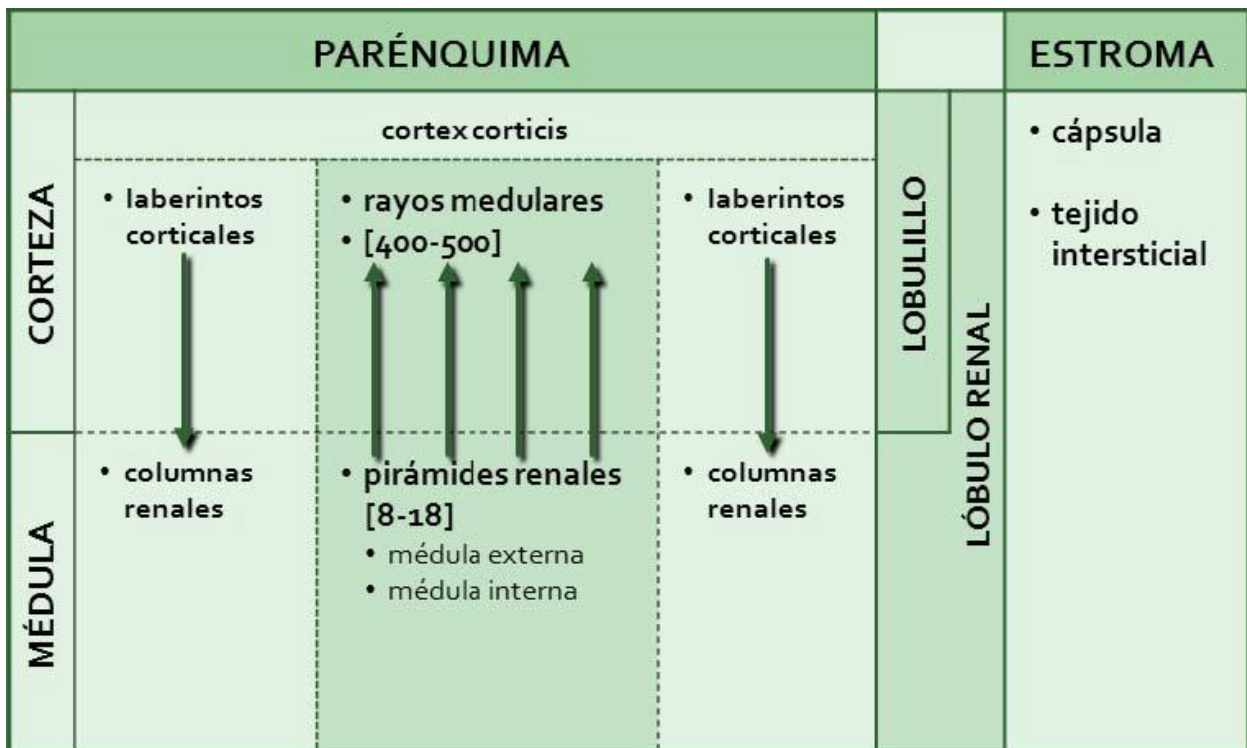 PARÉNQUIMA
ESTROMA
CORTEZA
cortex corticis
• laberintos
corticales
• rayos medulares
• [400-500]
• laberintos
corticales
LOBULILLO
LÓBULO RENAL
• cápsula
• tejido
intersticial
MÉDULA
• columnas
renales
• pirámides renales
[8-18]
• médula externa
• médula interna
• columnas
renales